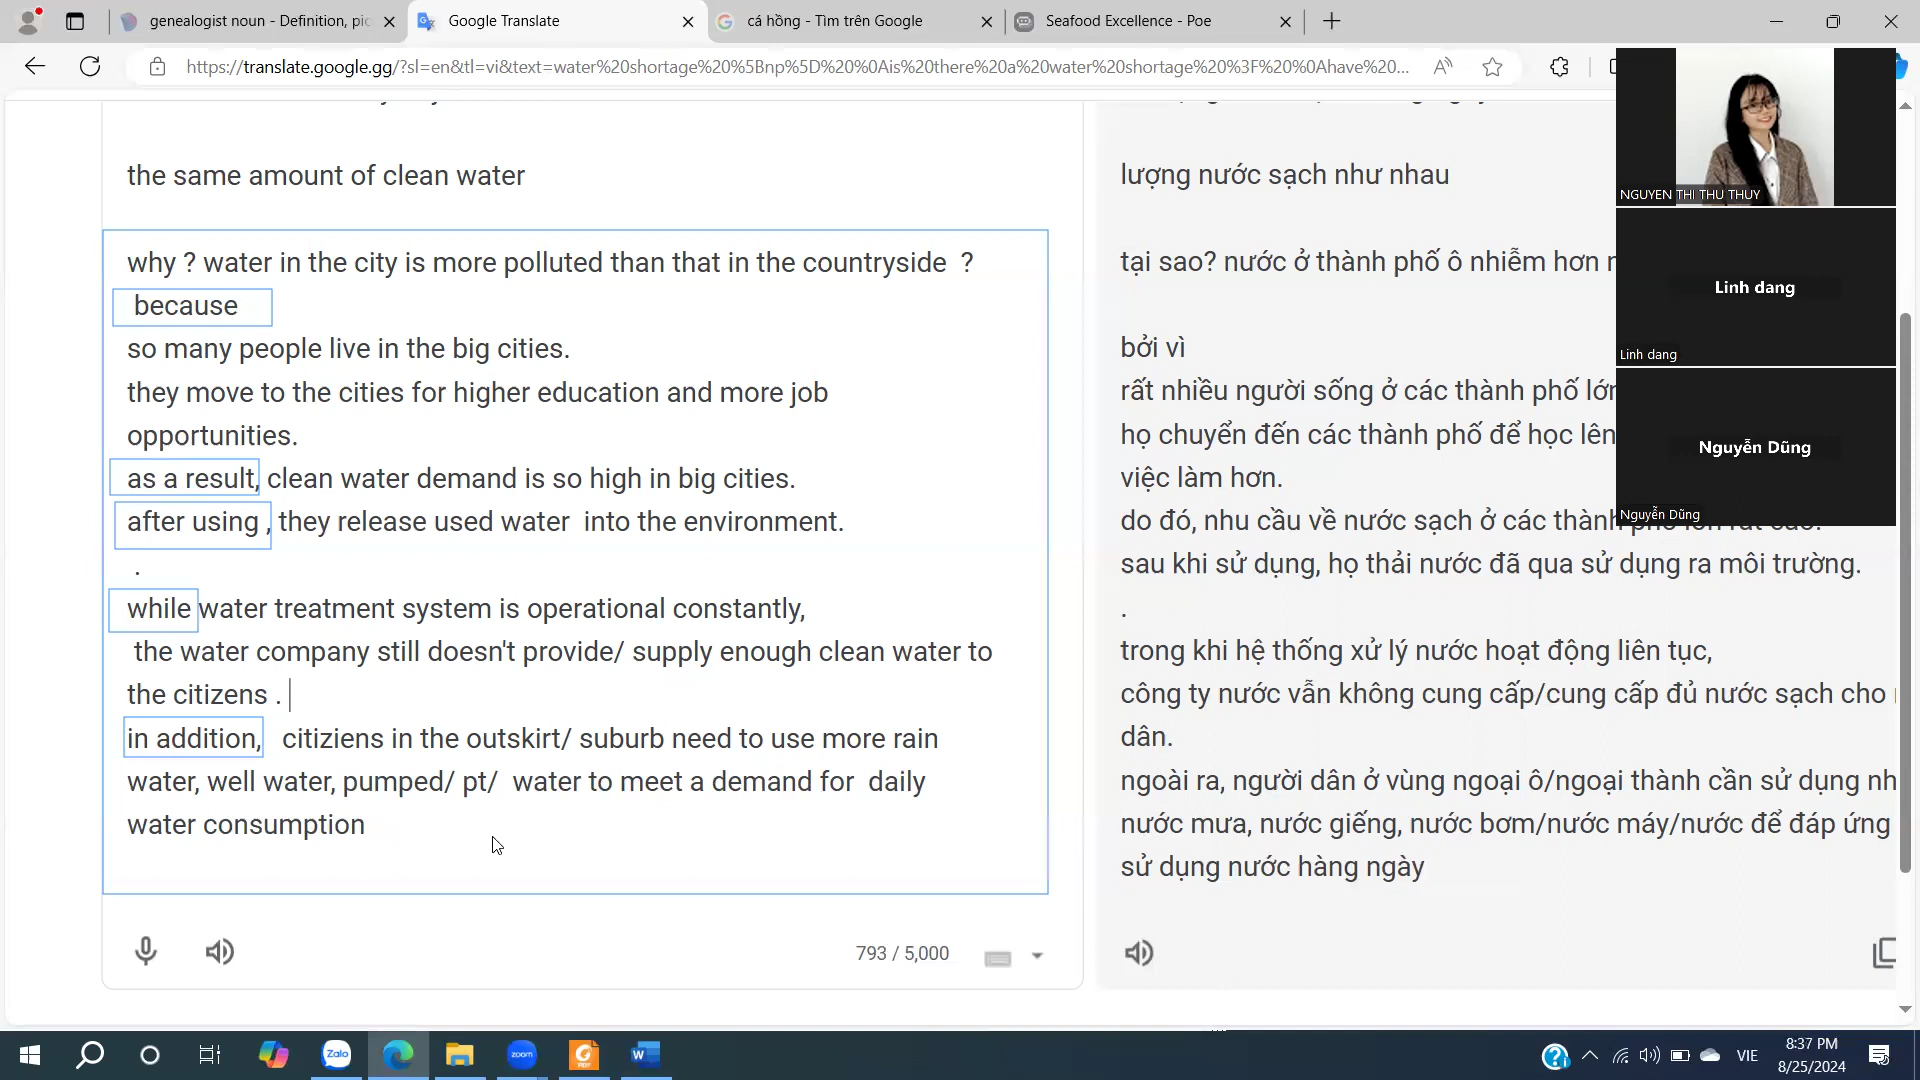 genealogist noun - Definition, pic
Google Translate
cá hồng - Tìm trên Google
Seafood Excellence - Poe
https://translate.google.gg/?sl=en&tl=vi&text=water%20shortage%20%5Bnp%5D%20%0Ais%20there%20a%20water%20shortage%20%3F%20%0Ahave%20...
the same amount of clean water
why ? water in the city is more polluted than that in the countryside ?
because
so many people live in the big cities.
they move to the cities for higher education and more job
opportunities.
as a result, clean water demand is so high in big cities.
after using , they release used water into the environment.
.
while water treatment system is operational constantly,
the water company still doesn't provide/ supply enough clean water to
the citizens .
in addition, citiziens in the outskirt/ suburb need to use more rain
water, well water, pumped/ pt/ water to meet a demand for daily
water consumption
793 / 5,000
lượng nước sạch như nhau
tại sao? nước ở thành phố ô nhiễm hơn
bởi vì
rất nhiều người sống ở các thành phố lớn
họ chuyển đến các thành phố để học lên
việc làm hơn.
do đó, nhu cầu về nước sạch ở các thành phố lớn rất cao.
sau khi sử dụng, họ thải nước đã qua sử dụng ra môi trường.
.
trong khi hệ thống xử lý nước hoạt động liên tục,
công ty nước vẫn không cung cấp/cung cấp đủ nước sạch cho
dân.
ngoài ra, người dân ở vùng ngoại ô/ngoại thành cần sử dụng nh
nước mưa, nước giếng, nước bơm/nước máy/nước để đáp ứng
sử dụng nước hàng ngày
NGUYEN THI THU THUY
Linh dang
Linh dang
Nguyễn Dũng
Nguyễn Dũng
Zalo
zoom
VIE
8:37 PM
8/25/2024